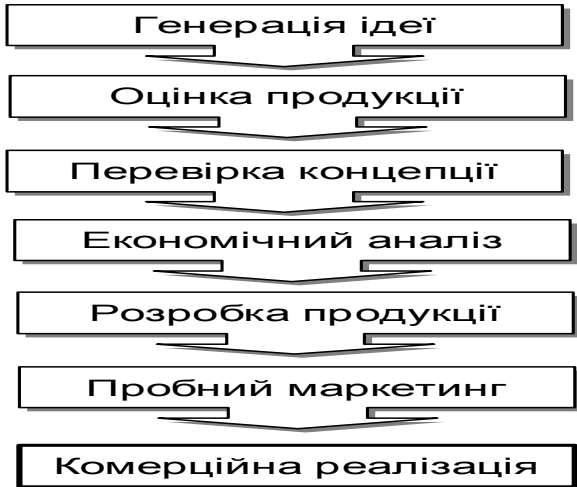 Генерація ідеї
Оцінка продукції
Перевірка концепції
Економічний аналіз
Розробка продукції
Пробний маркетинг
Комерційна реалізація